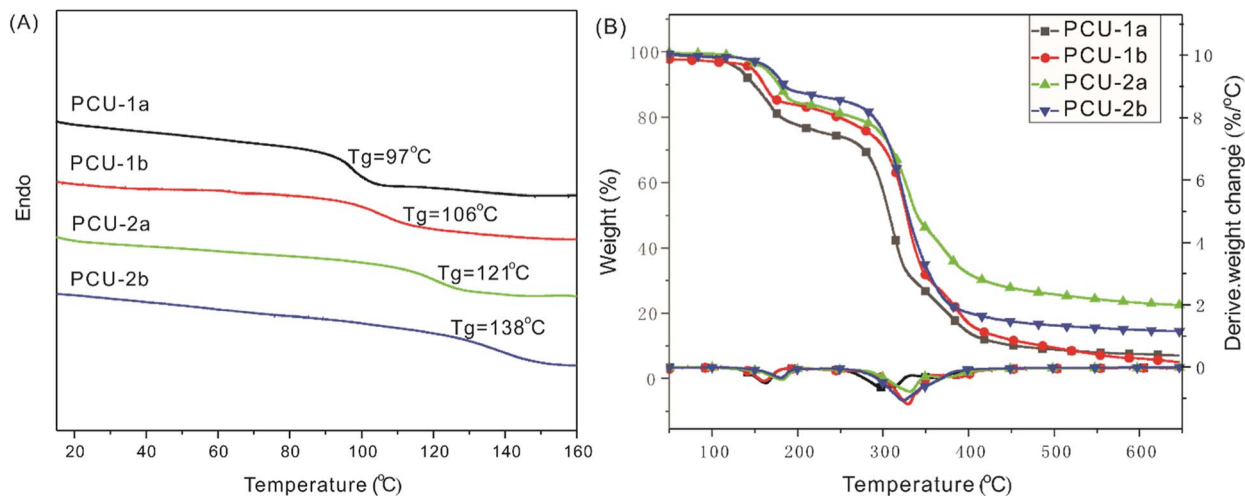 (A)
PCU-1a
Tg=97°C
PCU-1b
Tg=106°C
PCU-2a
Tg=121°C
PCU-2b
Tg=138°C
Endo
20 40 60 80 100 120 140 160
Temperature (°C)
(B)
PCU-1a
PCU-1b
PCU-2a
PCU-2b
100
80
60
40
20
0
Weight (%)
10
8
6
4
2
0
Derive.weight change (%/°C)
100 200 300 400 500 600
Temperature (°C)